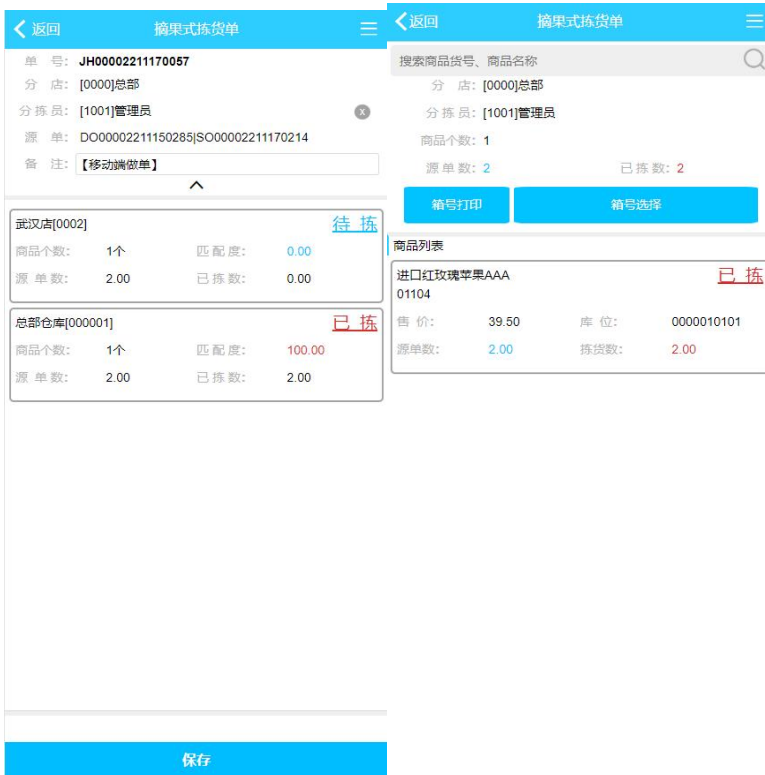 返回 摘果式拣货单
单 号: JH00002211170057
分 店: [0000]总部
分拣员: [1001]管理员 X
源 单: DO00002211150285|SO00002211170214
备 注: 【移动端做单】
武汉店[0002] 待 拣
商品个数: 1个 匹配度: 0.00
源单数: 2.00 已拣数: 0.00
总部仓库[000001] 已 拣
商品个数: 1个 匹配度: 100.00
源单数: 2.00 已拣数: 2.00
保存
返回 摘果式拣货单
搜索商品货号、商品名称
分 店: [0000]总部
分拣员: [1001]管理员
商品个数: 1
源单数: 2 已拣数: 2
箱号打印 箱号选择
商品列表
进口红玫瑰苹果AAA 已 拣
01104
售 价: 39.50 库 位: 0000010101
源单数: 2.00 拣货数: 2.00